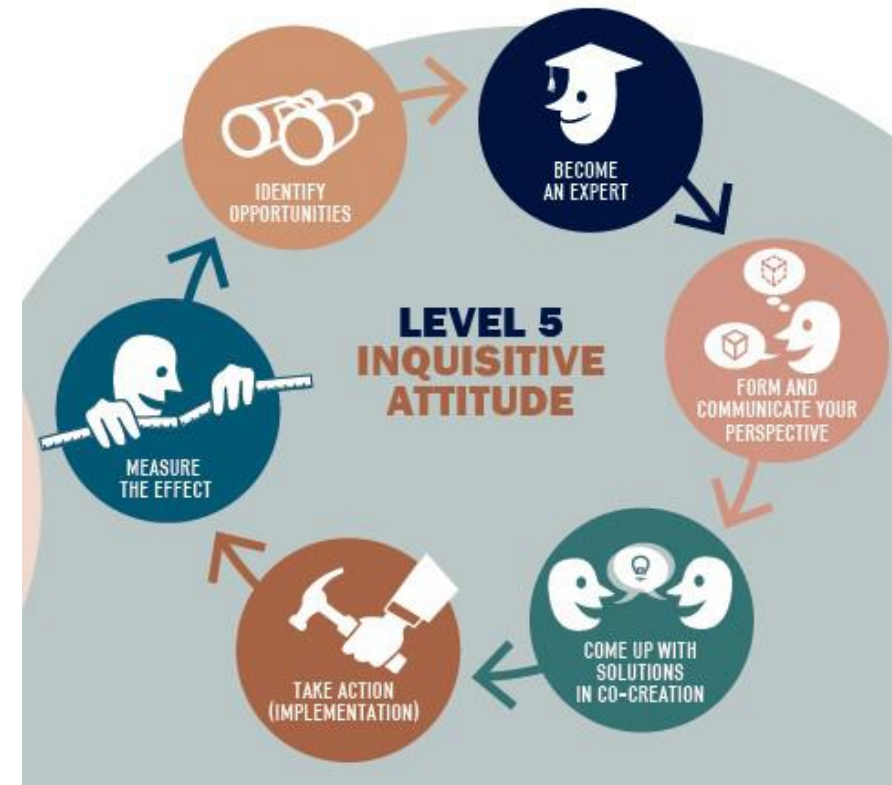 IDENTIFY
OPPORTUNITIES
BECOME
AN EXPERT
LEVEL 5
INQUISITIVE
ATTITUDE
FORM AND
COMMUNICATE YOUR
PERSPECTIVE
MEASURE
THE EFFECT
COME UP WITH
SOLUTIONS
IN CO-CREATION
TAKE ACTION
(IMPLEMENTATION)